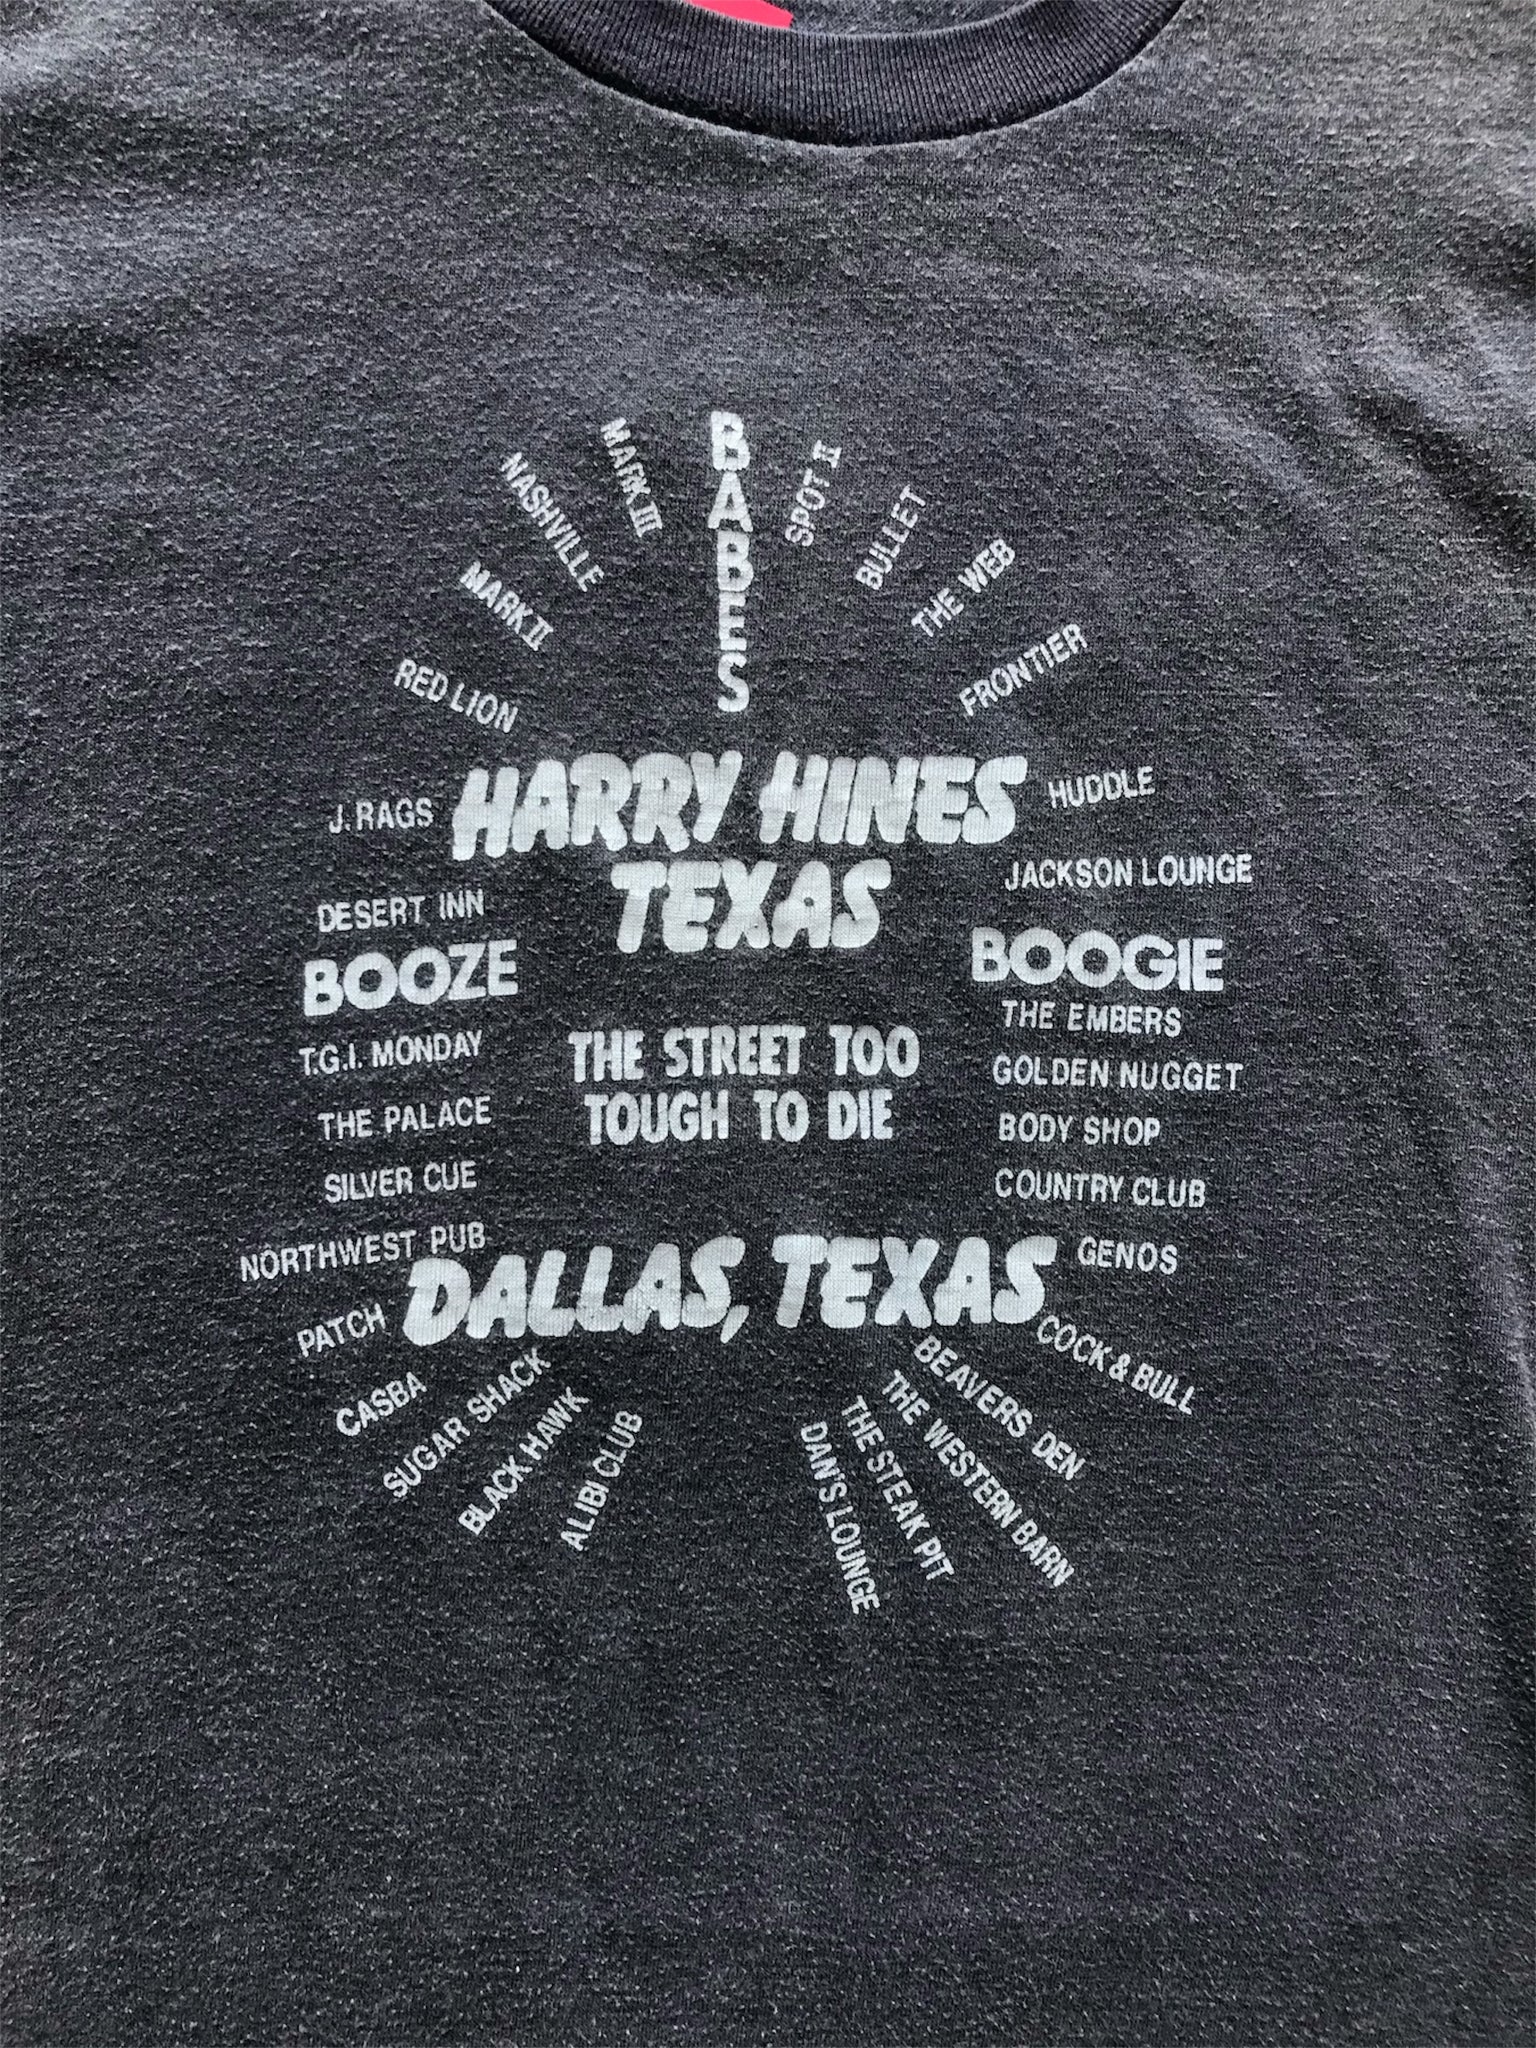 MARK III
BABES
SPOT II
NASHVILLE
BULLET
MARK II
THE WEB
RED LION
FRONTIER
J. RAGS
HARRY HINES
HUDDLE
TEXAS
JACKSON LOUNGE
DESERT INN
BOOZE
BOOGIE
T.G.I. MONDAY
THE EMBERS
THE STREET TOO
TOUGH TO DIE
THE PALACE
GOLDEN NUGGET
BODY SHOP
SILVER CUE
COUNTRY CLUB
NORTHWEST PUB
DALLAS, TEXAS
GENOS
PATCH
COCK & BULL
CASBA
SUGAR SHACK
BLACK HAWK
ALIBI CLUB
DAN'S LOUNGE
THE STEAK PIT
THE WESTERN BARN
BEAVERS DEN